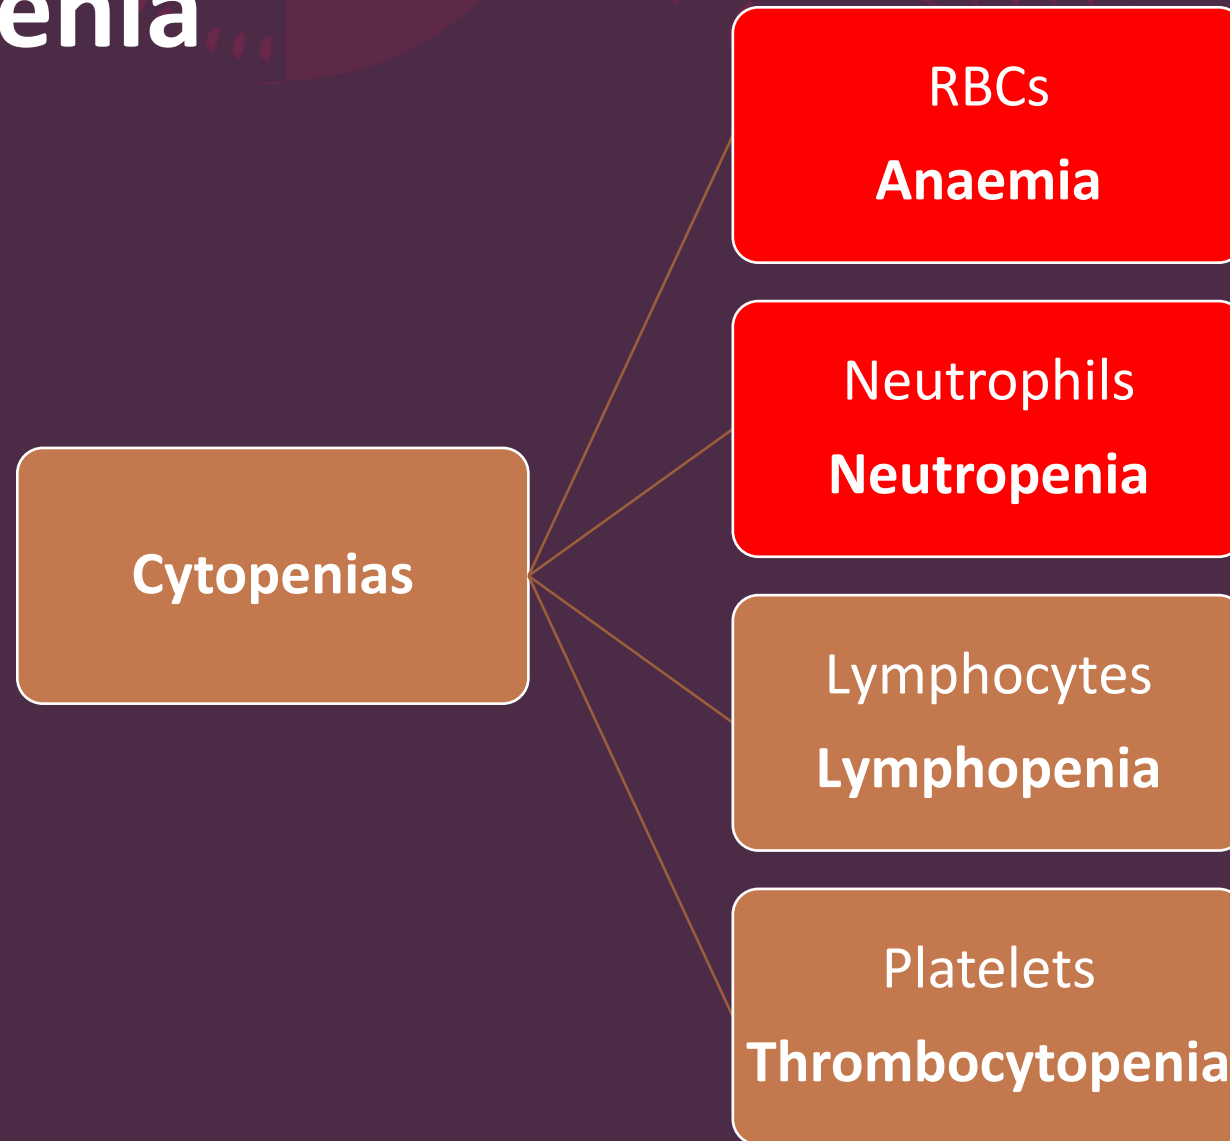 enia
RBCs
Anaemia
Neutrophils
Neutropenia
Cytopenias
Lymphocytes
Lymphopenia
Platelets
Thrombocytopenia